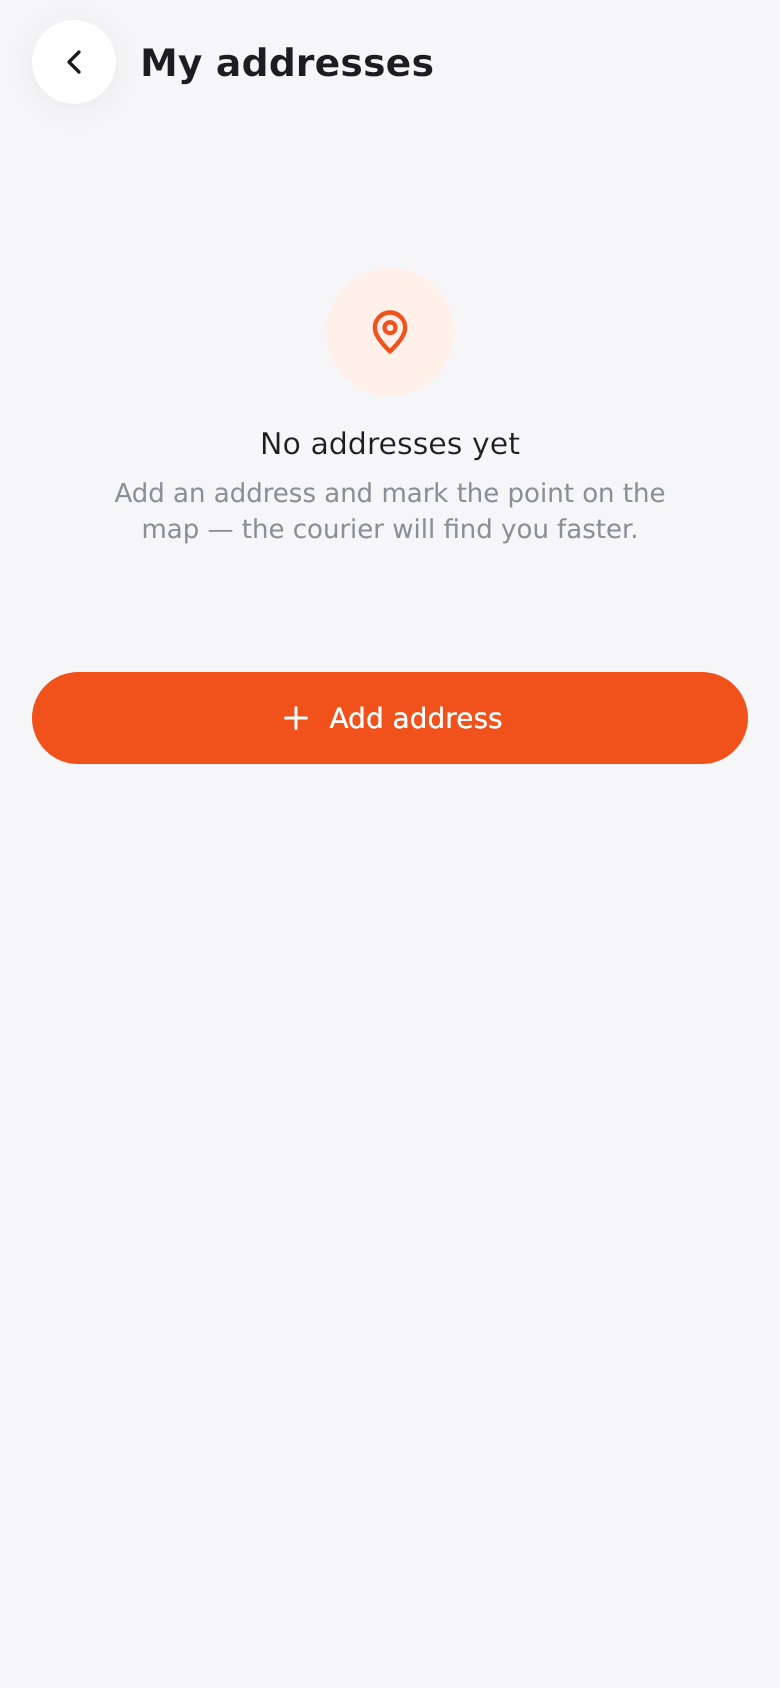 My addresses
No addresses yet
Add an address and mark the point on the
map — the courier will find you faster.
Add address